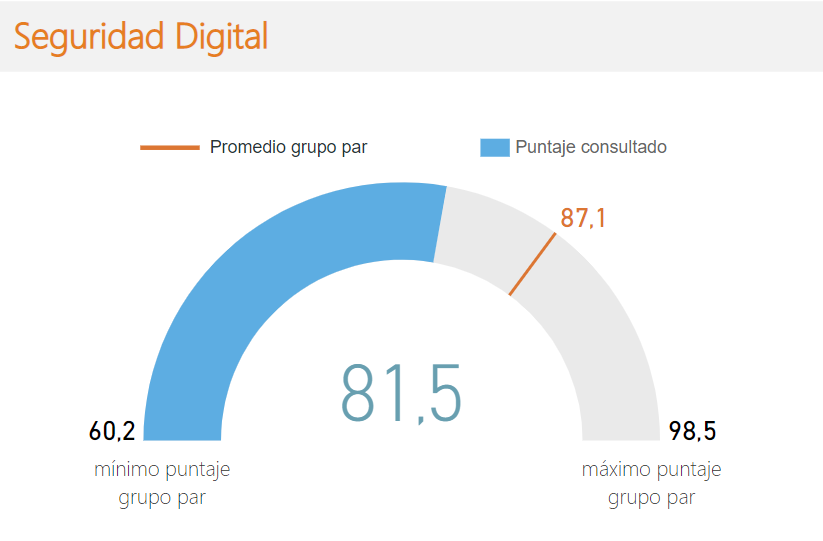 Seguridad Digital
Promedio grupo par
Puntaje consultado
87,1
81,5
60,2
98,5
mínimo puntaje
grupo par
máximo puntaje
grupo par